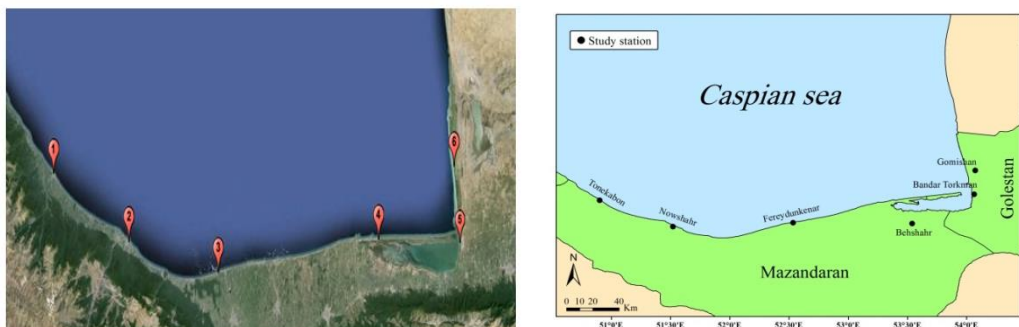 1
2
3
4
5
6
Study station
Caspian sea
Gomishan
Bandar Torkman
Golestan
Tonekabon
Nowshahr
Fereydunkenar
Behshahr
Mazandaran
N
0 10 20 40
Km
51°0'E 51°30'E 52°0'E 52°30'E 53°0'E 53°30'E 54°0'E